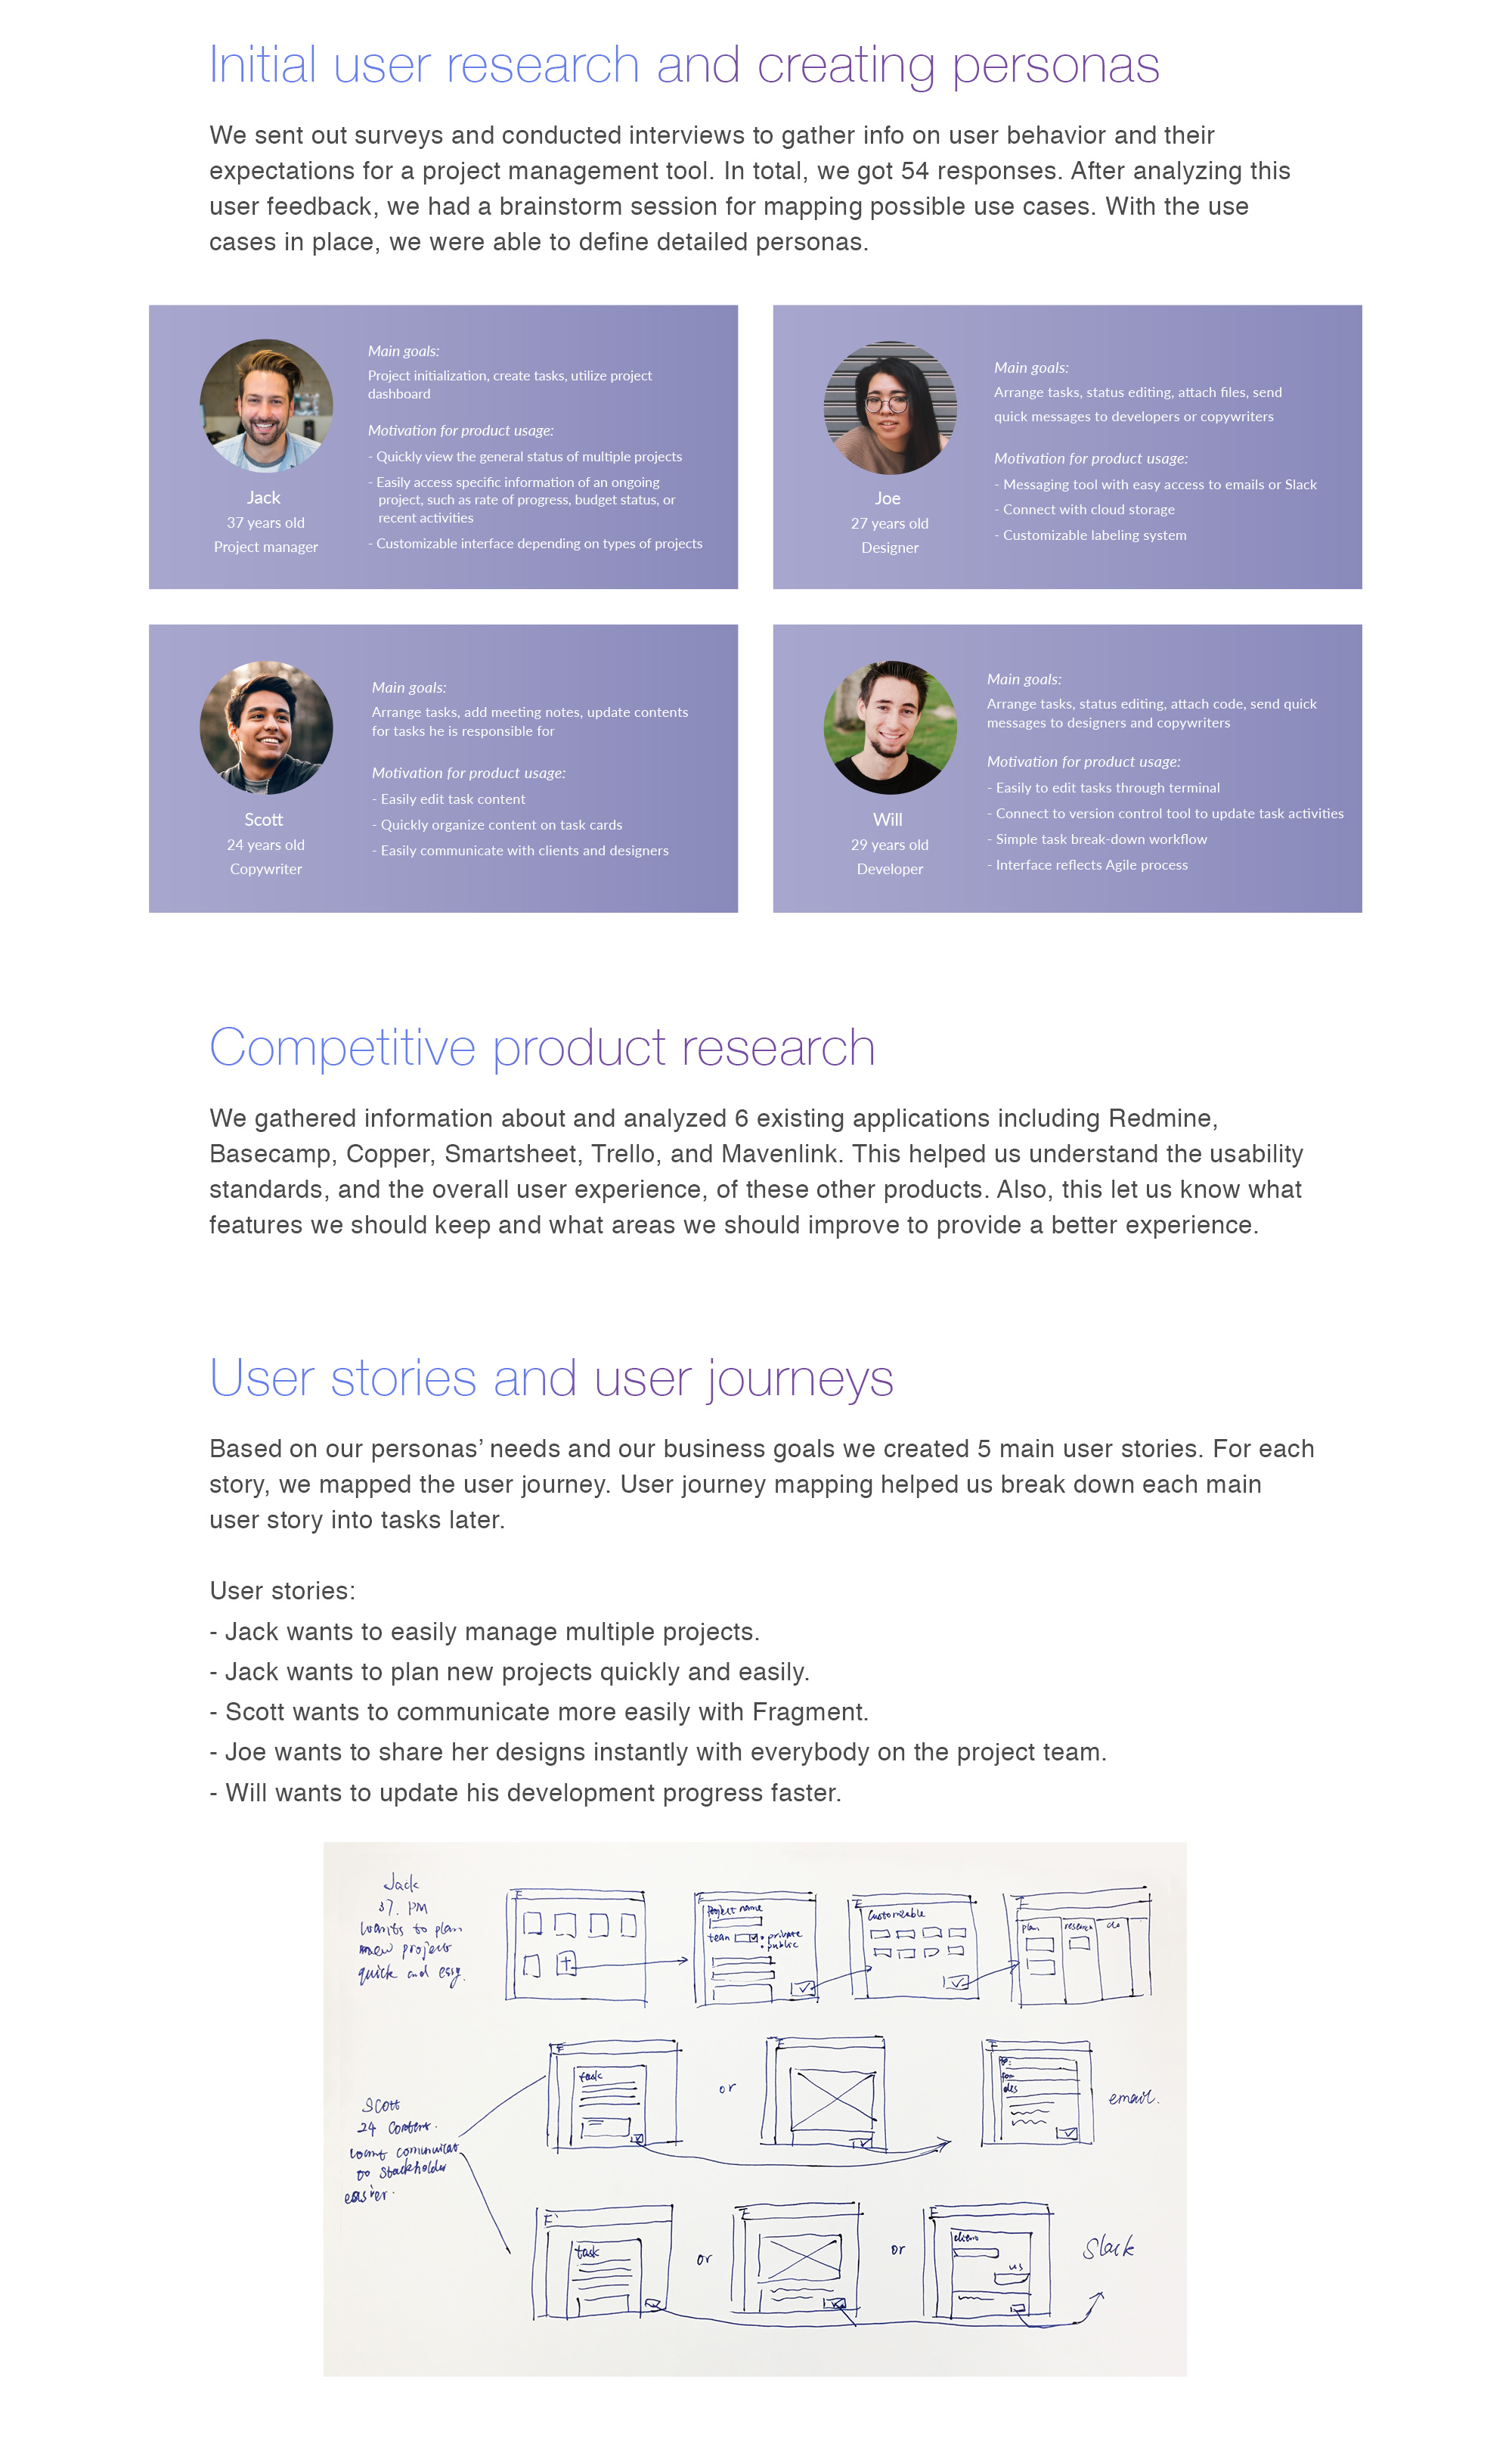 Initial user research and creating personas
We sent out surveys and conducted interviews to gather info on user behavior and their
expectations for a project management tool. In total, we got 54 responses. After analyzing this
user feedback, we had a brainstorm session for mapping possible use cases. With the use
cases in place, we were able to define detailed personas.
Jack
37 years old
Project manager
Main goals:
Project initialization, create tasks, utilize project
dashboard
Motivation for product usage:
- Quickly view the general status of multiple projects
- Easily access specific information of an ongoing
project, such as rate of progress, budget status, or
recent activities
- Customizable interface depending on types of projects
Joe
27 years old
Designer
Main goals:
Arrange tasks, status editing, attach files, send
quick messages to developers or copywriters
Motivation for product usage:
- Messaging tool with easy access to emails or Slack
- Connect with cloud storage
- Customizable labeling system
Scott
24 years old
Copywriter
Main goals:
Arrange tasks, add meeting notes, update contents
for tasks he is responsible for
Motivation for product usage:
- Easily edit task content
- Quickly organize content on task cards
- Easily communicate with clients and designers
Will
29 years old
Developer
Main goals:
Arrange tasks, status editing, attach code, send quick
messages to designers and copywriters
Motivation for product usage:
- Easily to edit tasks through terminal
- Connect to version control tool to update task activities
- Simple task break-down workflow
- Interface reflects Agile process
Competitive product research
We gathered information about and analyzed 6 existing applications including Redmine,
Basecamp, Copper, Smartsheet, Trello, and Mavenlink. This helped us understand the usability
standards, and the overall user experience, of these other products. Also, this let us know what
features we should keep and what areas we should improve to provide a better experience.
User stories and user journeys
Based on our personas’ needs and our business goals we created 5 main user stories. For each
story, we mapped the user journey. User journey mapping helped us break down each main
user story into tasks later.
User stories:
- Jack wants to easily manage multiple projects.
- Jack wants to plan new projects quickly and easily.
- Scott wants to communicate more easily with Fragment.
- Joe wants to share her designs instantly with everybody on the project team.
- Will wants to update his development progress faster.
Jack
37. PM
wants to plan
new projects
quick and easy.
F
F
Project name
team
• private
• public
F
Customizable
F
plan research do
Scott
24 Content.
want
to
easier.
F
task
or
F
F
des
email.
F
task
or
F
or
F
client
us
Slack